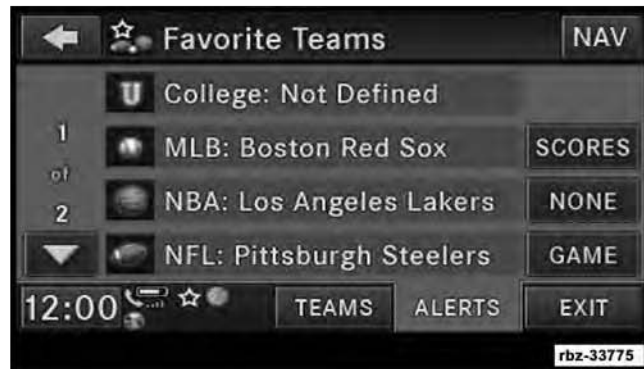 Favorite Teams NAV
U College: Not Defined
1 MLB: Boston Red Sox SCORES
of
2 NBA: Los Angeles Lakers NONE
NFL: Pittsburgh Steelers GAME
12:00 TEAMS ALERTS EXIT
rbz-33775